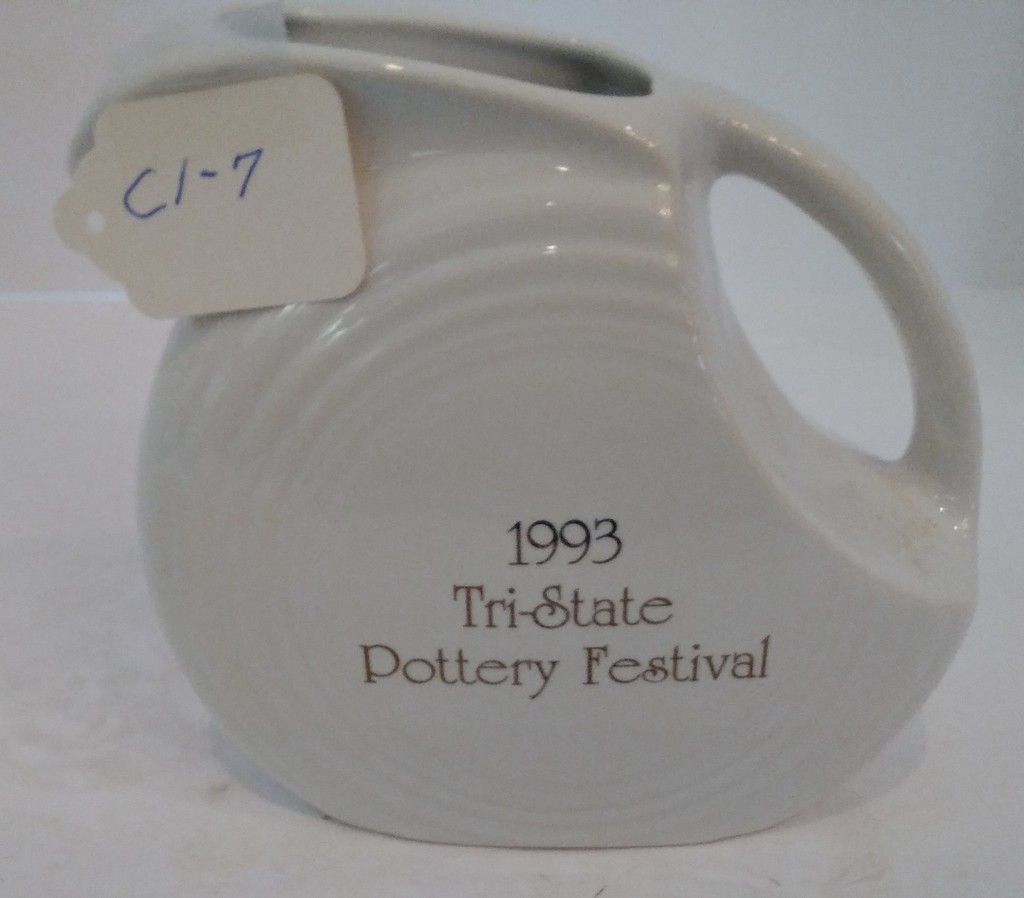 C1-7
1993
Tri-State
Pottery Festival